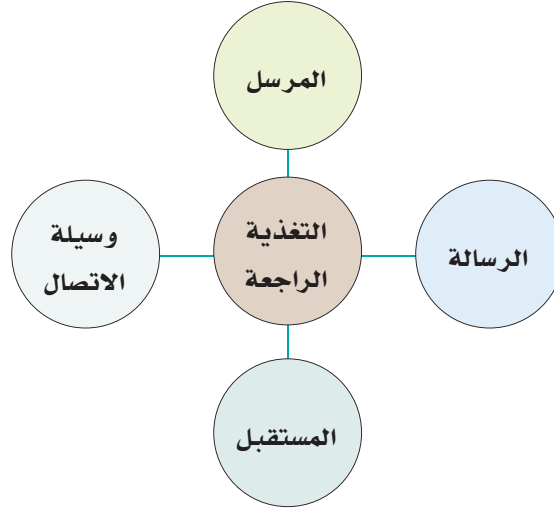 المرسل
الرسالة
التغذية
الراجعة
وسيلة
الاتصال
المستقبل